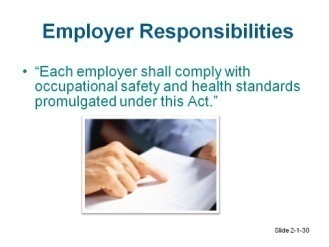 Employer Responsibilities
• “Each employer shall comply with
occupational safety and health standards
promulgated under this Act.”
Slide 2-1-30